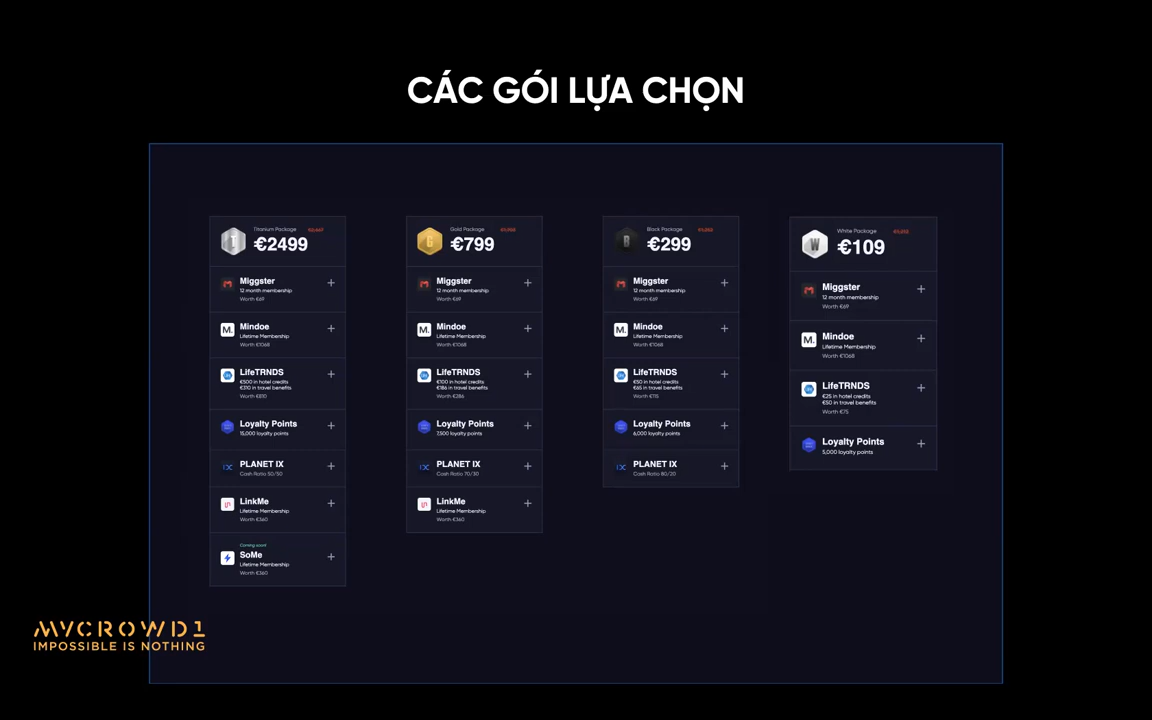 CÁC GÓI LỰA CHỌN
T
Titanium Package
€2499
Miggster
12 month membership
Worth €69
M. Mindoe
Lifetime Membership
Worth €1068
LifeTRNDS
€500 in hotel credits
€310 in travel benefits
Worth €810
Loyalty Points
15,000 loyalty points
IX PLANET IX
Cash Ratio 50/50
LinkMe
Lifetime Membership
Worth €360
Coming soon!
SoMe
Lifetime Membership
Worth €360
G
Gold Package
€799
Miggster
12 month membership
Worth €69
M. Mindoe
Lifetime Membership
Worth €1068
LifeTRNDS
€100 in hotel credits
€186 in travel benefits
Worth €286
Loyalty Points
7,500 loyalty points
IX PLANET IX
Cash Ratio 70/30
LinkMe
Lifetime Membership
Worth €360
B
Black Package
€299
Miggster
12 month membership
Worth €69
M. Mindoe
Lifetime Membership
Worth €1068
LifeTRNDS
€50 in hotel credits
€65 in travel benefits
Worth €115
Loyalty Points
6,000 loyalty points
IX PLANET IX
Cash Ratio 80/20
W
White Package
€109
Miggster
12 month membership
Worth €69
M. Mindoe
Lifetime Membership
Worth €1068
LifeTRNDS
€25 in hotel credits
€50 in travel benefits
Worth €75
Loyalty Points
5,000 loyalty points
MYCROWD1
IMPOSSIBLE IS NOTHING